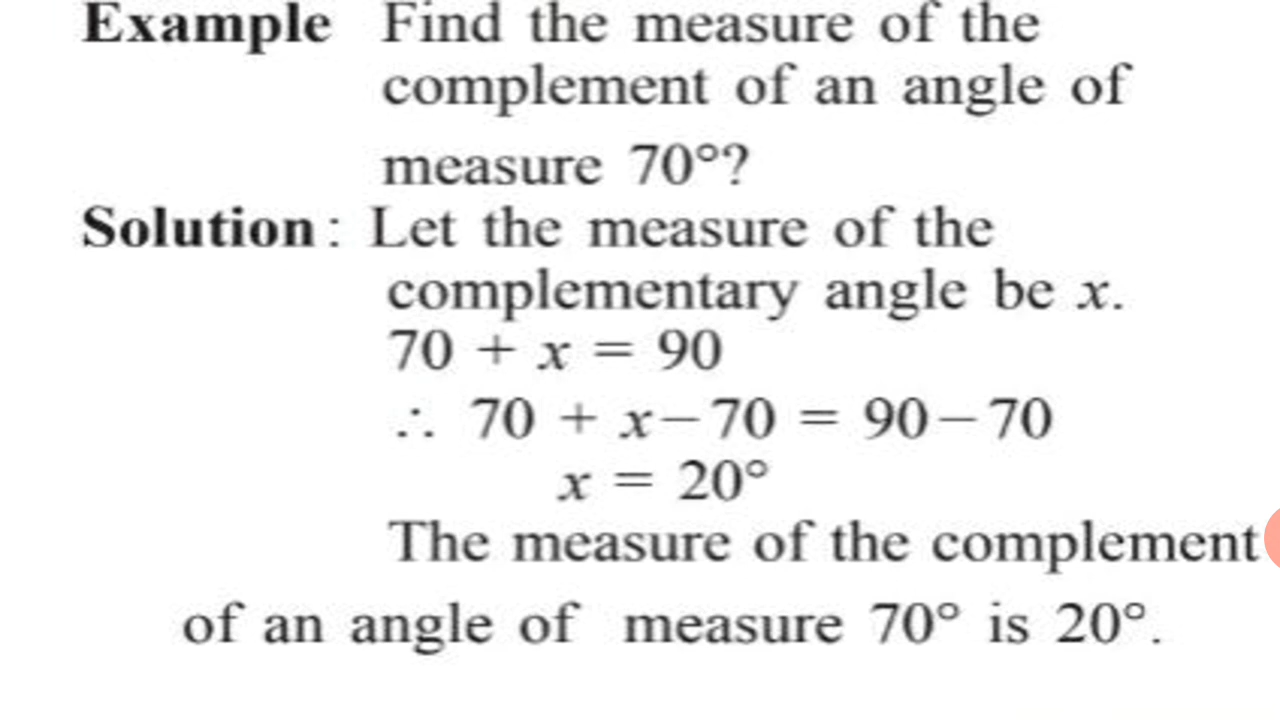 Example Find the measure of the
complement of an angle of
measure 70°?
Solution : Let the measure of the
complementary angle be x.
70 + x = 90
∴ 70 + x − 70 = 90 − 70
x = 20°
The measure of the complement
of an angle of measure 70° is 20°.